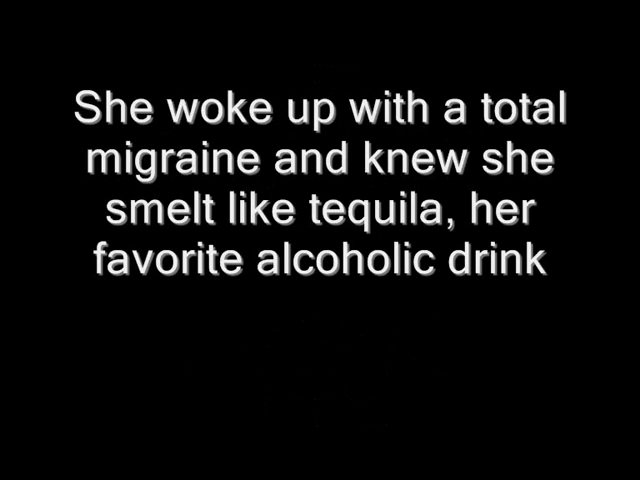 She woke up with a total
migraine and knew she
smelt like tequila, her
favorite alcoholic drink